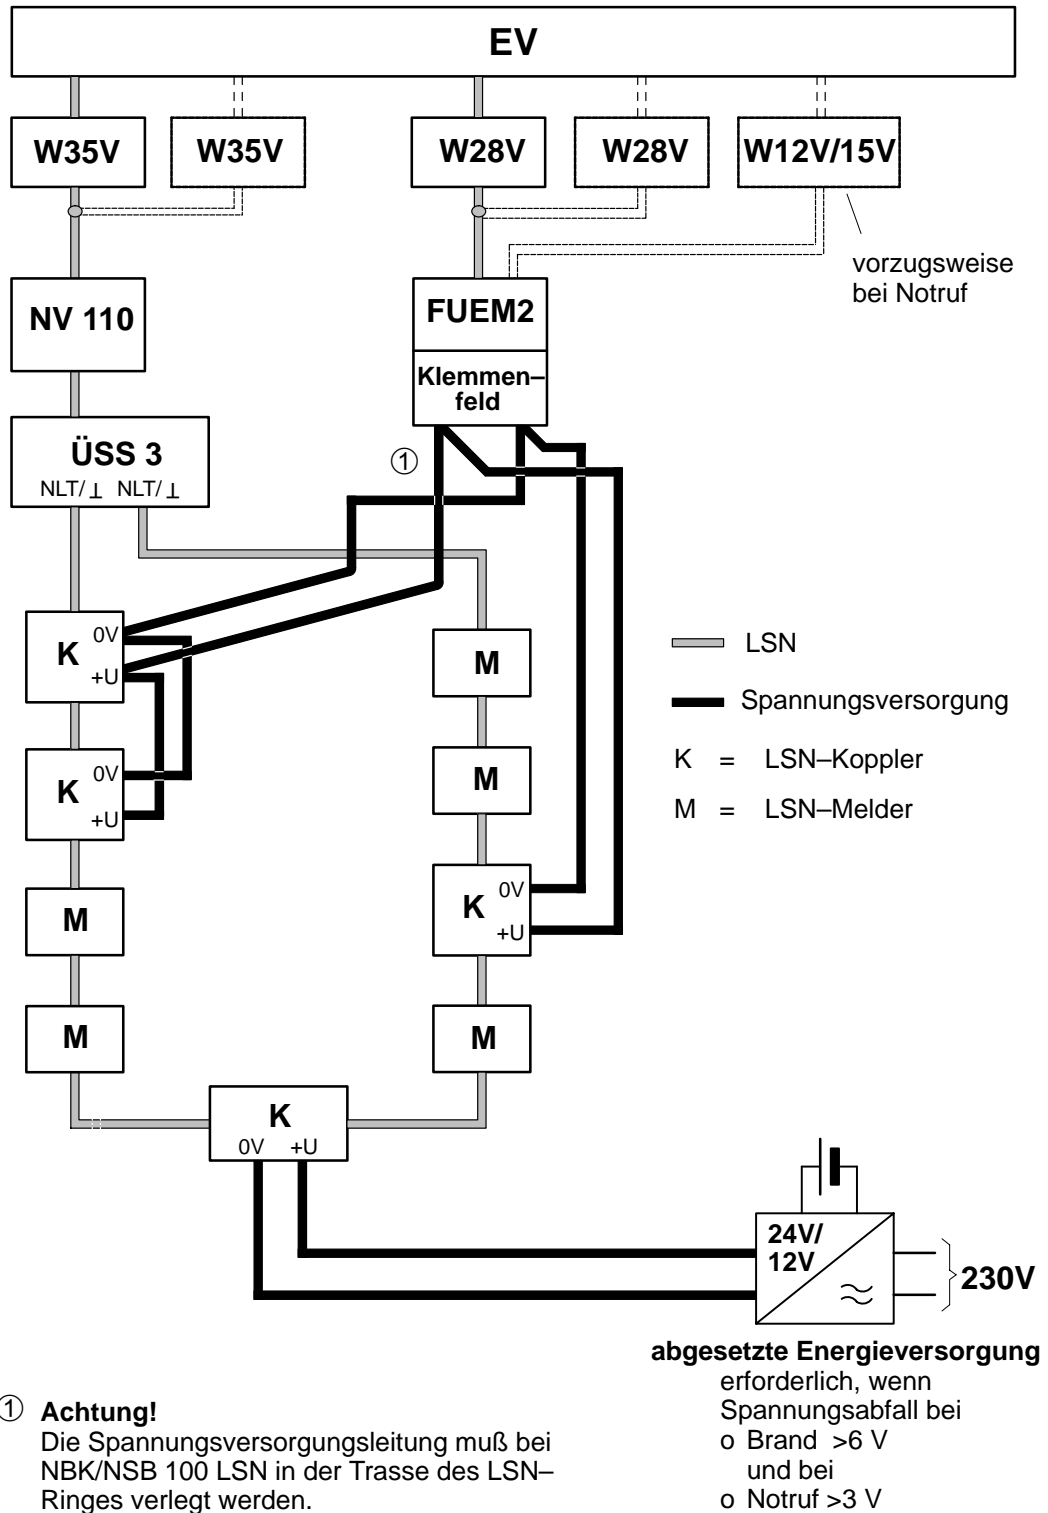 EV
W35V
W35V
W28V
W28V
W12V/15V
vorzugsweise
bei Notruf
NV 110
FUEM2
Klemmen–
feld
ÜSS 3
NLT/⊥ NLT/⊥
①
K
0V
+U
M
LSN
Spannungsversorgung
K = LSN–Koppler
M = LSN–Melder
K
0V
+U
M
M
K
0V
+U
M
M
K
0V +U
24V/
12V
230V
abgesetzte Energieversorgung
erforderlich, wenn
Spannungsabfall bei
o Brand >6 V
und bei
o Notruf >3 V
① Achtung!
Die Spannungsversorgungsleitung muß bei
NBK/NSB 100 LSN in der Trasse des LSN–
Ringes verlegt werden.